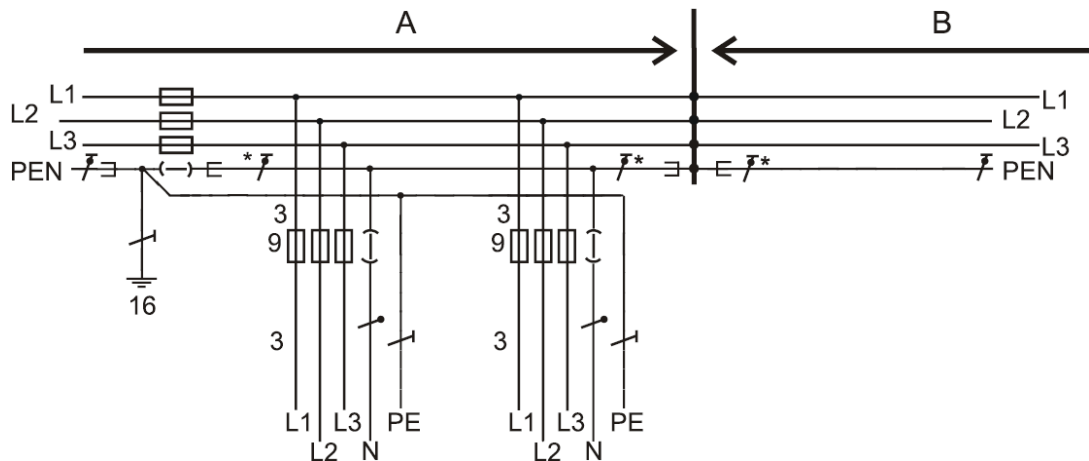 A B
L1 L1
L2 L2
L3 L3
PEN * * * PEN
3 3
9 9
16
3 3
L1 L3 PE L1 L3 PE
L2 N L2 N